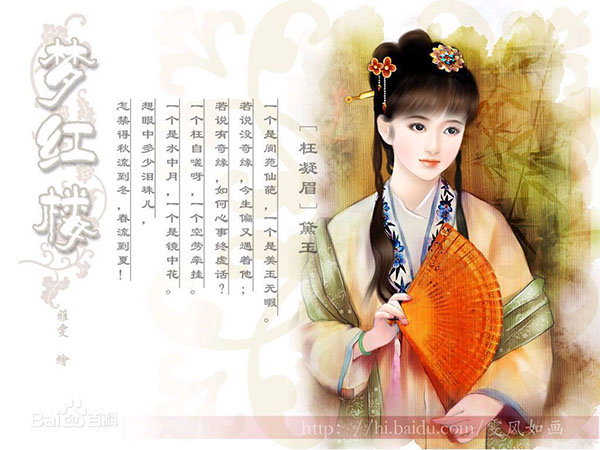 梦红楼
［枉凝眉］黛玉
一个是阆苑仙葩，一个是美玉无暇。
若说没奇缘，今生偏又遇着他；
若说有奇缘，如何心事终虚话？
一个枉自嗟呀，一个空劳牵挂。
一个是水中月，一个是镜中花。
想眼中多少泪珠儿，
怎禁得秋流到冬，春流到夏！
雅雯 繪
Bai百科
http://hi.baidu.com/雯风如画